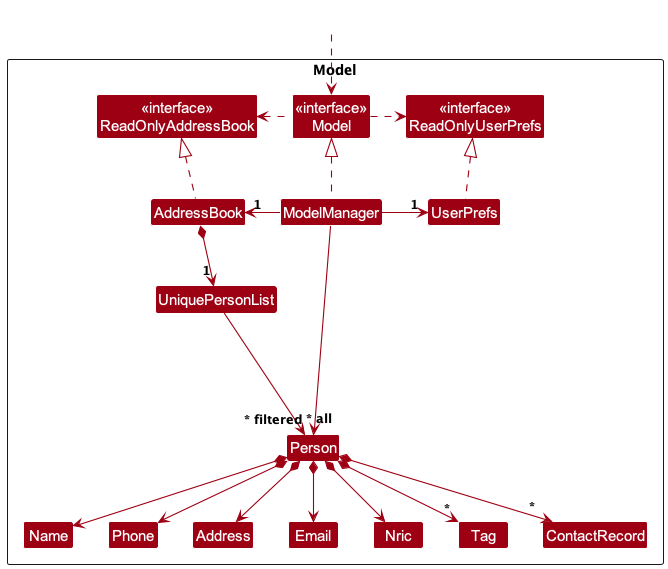 Model
«interface»
ReadOnlyAddressBook
«interface»
Model
«interface»
ReadOnlyUserPrefs
AddressBook
1
ModelManager
1
UserPrefs
1
UniquePersonList
* filtered
* all
Person
*
*
Name
Phone
Address
Email
Nric
Tag
ContactRecord